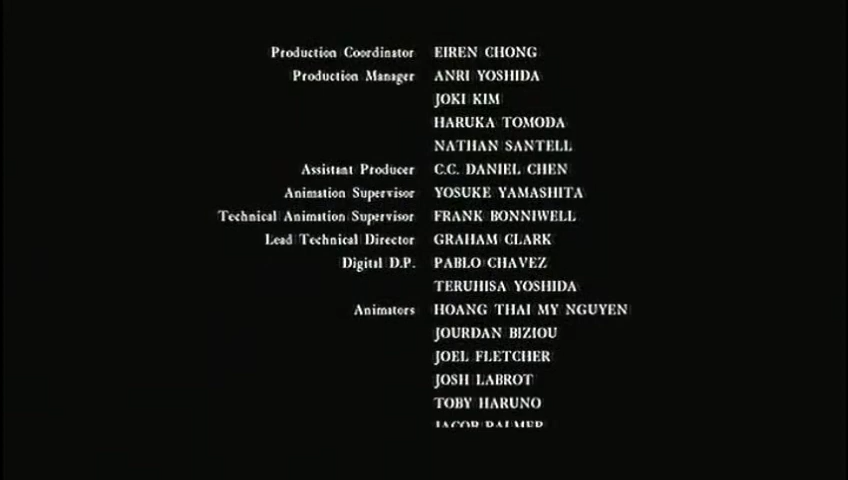 Production Coordinator EIREN CHONG
Production Manager ANRI YOSHIDA
JOKI KIM
HARUKA TOMODA
NATHAN SANTELL
Assistant Producer C.C. DANIEL CHEN
Animation Supervisor YOSUKE YAMASHITA
Technical Animation Supervisor FRANK BONNIWELL
Lead Technical Director GRAHAM CLARK
Digital D.P. PABLO CHAVEZ
TERUHISA YOSHIDA
Animators HOANG THAI MY NGUYEN
JOURDAN BIZIOU
JOEL FLETCHER
JOSH LABROT
TOBY HARUNO
JACOB PALMER